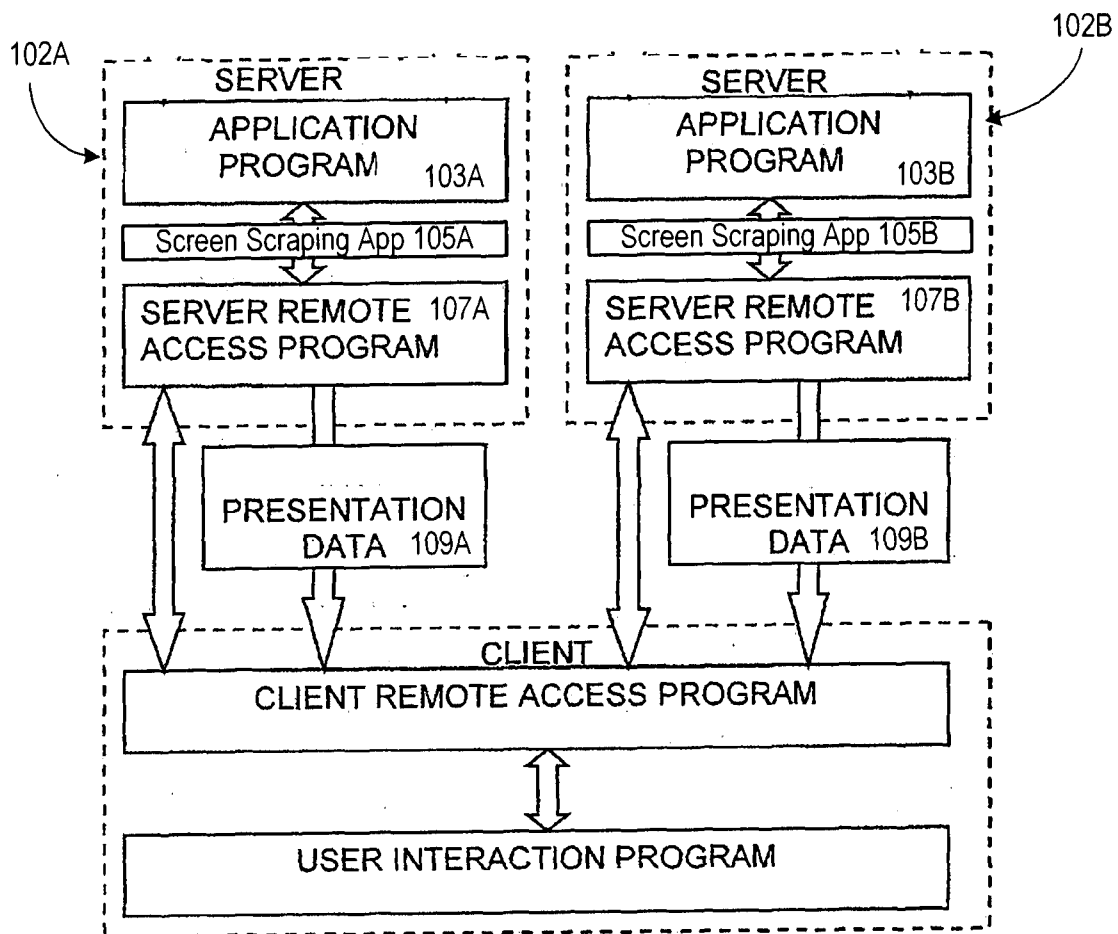 102A
102B
SERVER
APPLICATION
PROGRAM
103A
Screen Scraping App 105A
SERVER REMOTE 107A
ACCESS PROGRAM
SERVER
APPLICATION
PROGRAM
103B
Screen Scraping App 105B
SERVER REMOTE 107B
ACCESS PROGRAM
PRESENTATION
DATA 109A
PRESENTATION
DATA 109B
CLIENT
CLIENT REMOTE ACCESS PROGRAM
USER INTERACTION PROGRAM